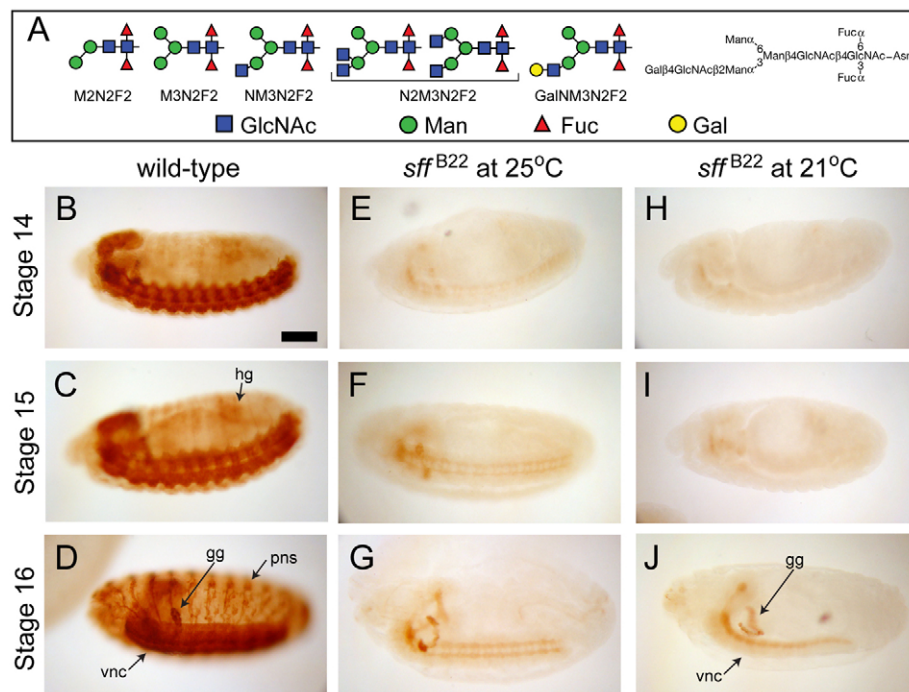 A
M2N2F2 M3N2F2 NM3N2F2 N2M3N2F2 GalNM3N2F2
Manα
6
Fucα
6
Manβ4GlcNAcβ4GlcNAc-Asn
3
Galβ4GlcNAcβ2Manα
3
Fucα
GlcNAc Man Fuc Gal
wild-type sff B22 at 25°C sff B22 at 21°C
Stage 14
B E H
Stage 15
C hg F I
Stage 16
D gg pns vnc G J gg vnc